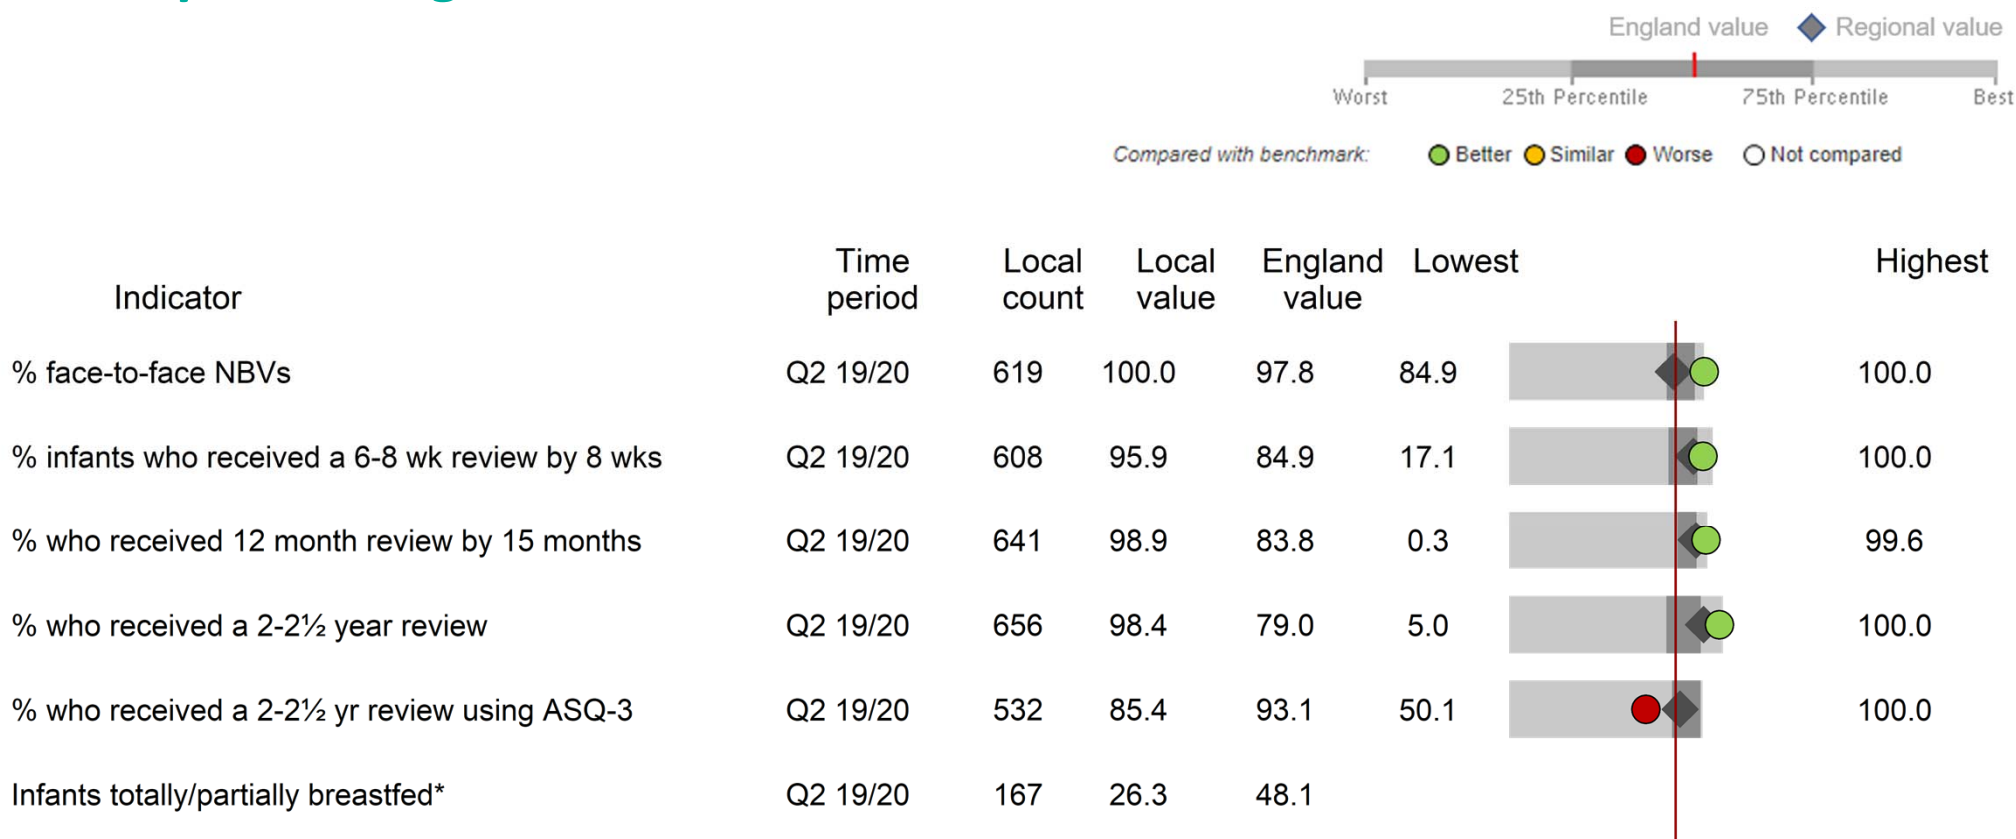 England value Regional value
Worst 25th Percentile 75th Percentile Best
Compared with benchmark: Better Similar Worse Not compared
Indicator Time period Local count Local value England value Lowest Highest
% face-to-face NBVs Q2 19/20 619 100.0 97.8 84.9 100.0
% infants who received a 6-8 wk review by 8 wks Q2 19/20 608 95.9 84.9 17.1 100.0
% who received 12 month review by 15 months Q2 19/20 641 98.9 83.8 0.3 99.6
% who received a 2-2½ year review Q2 19/20 656 98.4 79.0 5.0 100.0
% who received a 2-2½ yr review using ASQ-3 Q2 19/20 532 85.4 93.1 50.1 100.0
Infants totally/partially breastfed* Q2 19/20 167 26.3 48.1